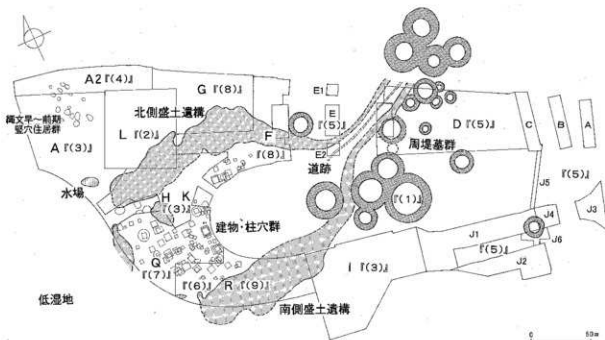 A2『(4)』
G『(8)』
E1
北側盛土遺構
縄文早~前期
竪穴住居群
L『(2)』
F
E
『(5)』
D『(5)』
C
B
A
A『(3)』
『(8)』
E2
周堤墓群
道跡
水場
H
K
『(3)』
『(1)』
J5
『(5)』
J3
建物・柱穴群
J4
J1
J6
『(5)』
J2
Q
『(7)』
I『(3)』
低湿地
『(6)』
R『(9)』
南側盛土遺構
0 50m